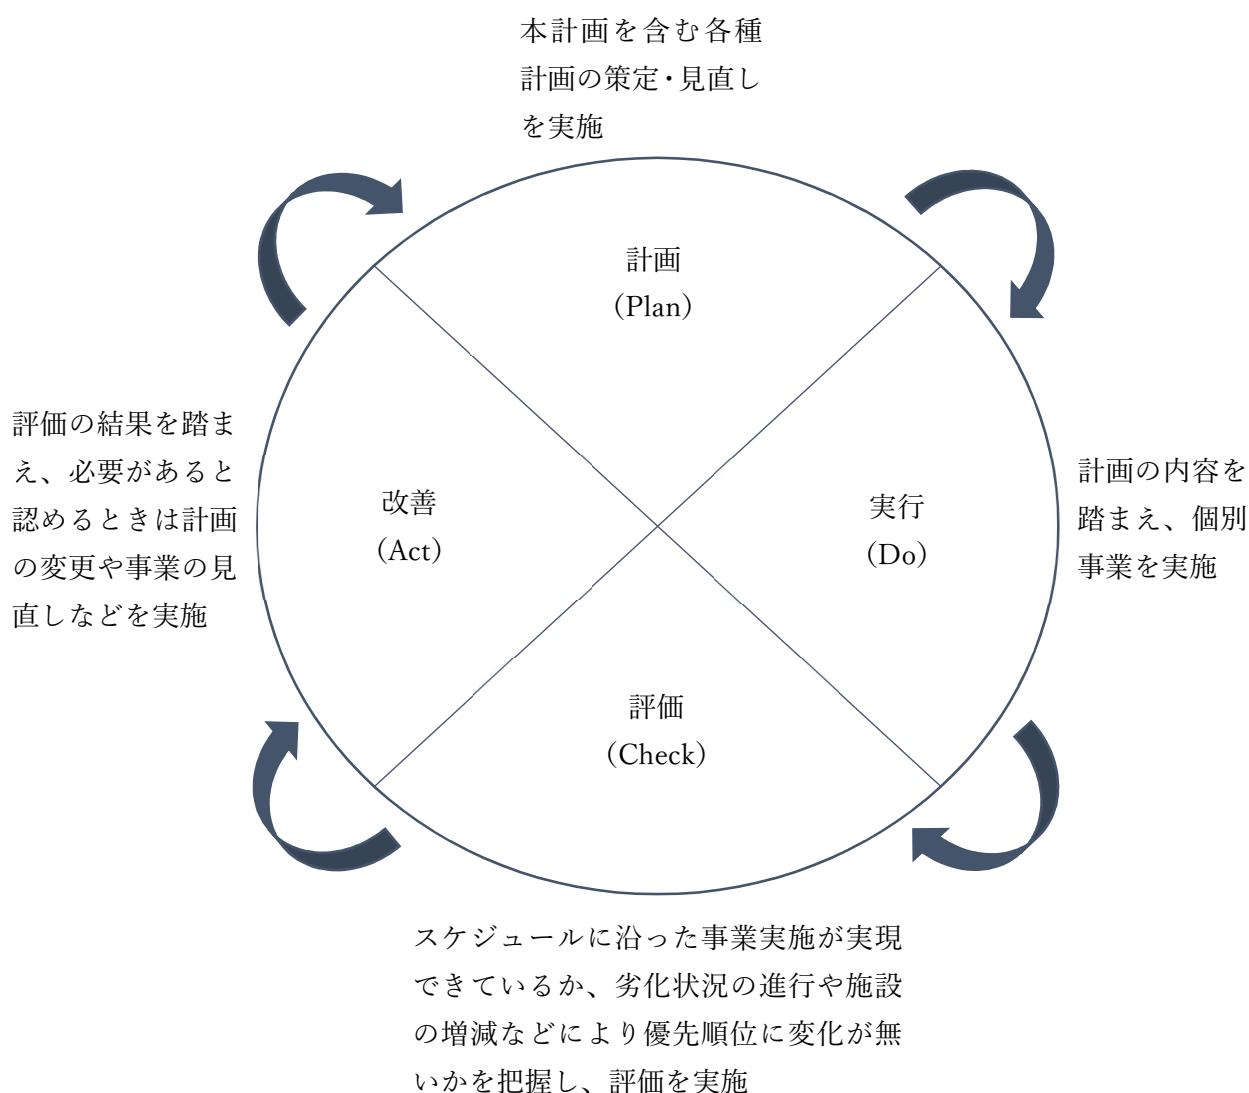 本計画を含む各種
計画の策定・見直し
を実施
計画
（Plan）
評価の結果を踏ま
え、必要があると
認めるときは計画
の変更や事業の見
直しなどを実施
改善
（Act）
実行
（Do）
計画の内容を
踏まえ、個別
事業を実施
評価
（Check）
スケジュールに沿った事業実施が実現
できているか、劣化状況の進行や施設
の増減などにより優先順位に変化が無
いかを把握し、評価を実施